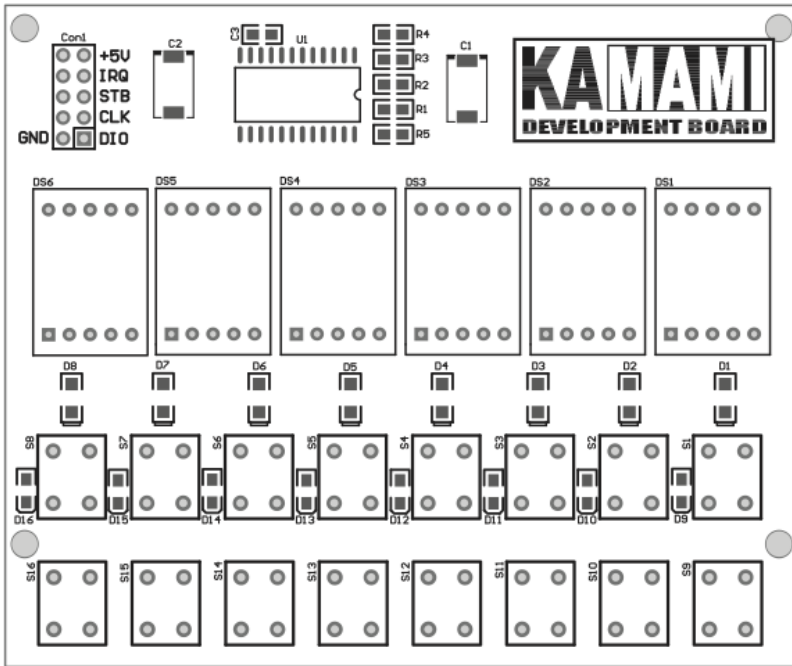 Con1
+5V
IRQ
STB
CLK
GND DIO
C2
C3
U1
R4
R3
R2
R1
R5
C1
KAMAMI
DEVELOPMENT BOARD
DS6 DS5 DS4 DS3 DS2 DS1
D8 D7 D6 D5 D4 D3 D2 D1
S8 S7 S6 S5 S4 S3 S2 S1
D16 D15 D14 D13 D12 D11 D10 D9
S16 S15 S14 S13 S12 S11 S10 S9